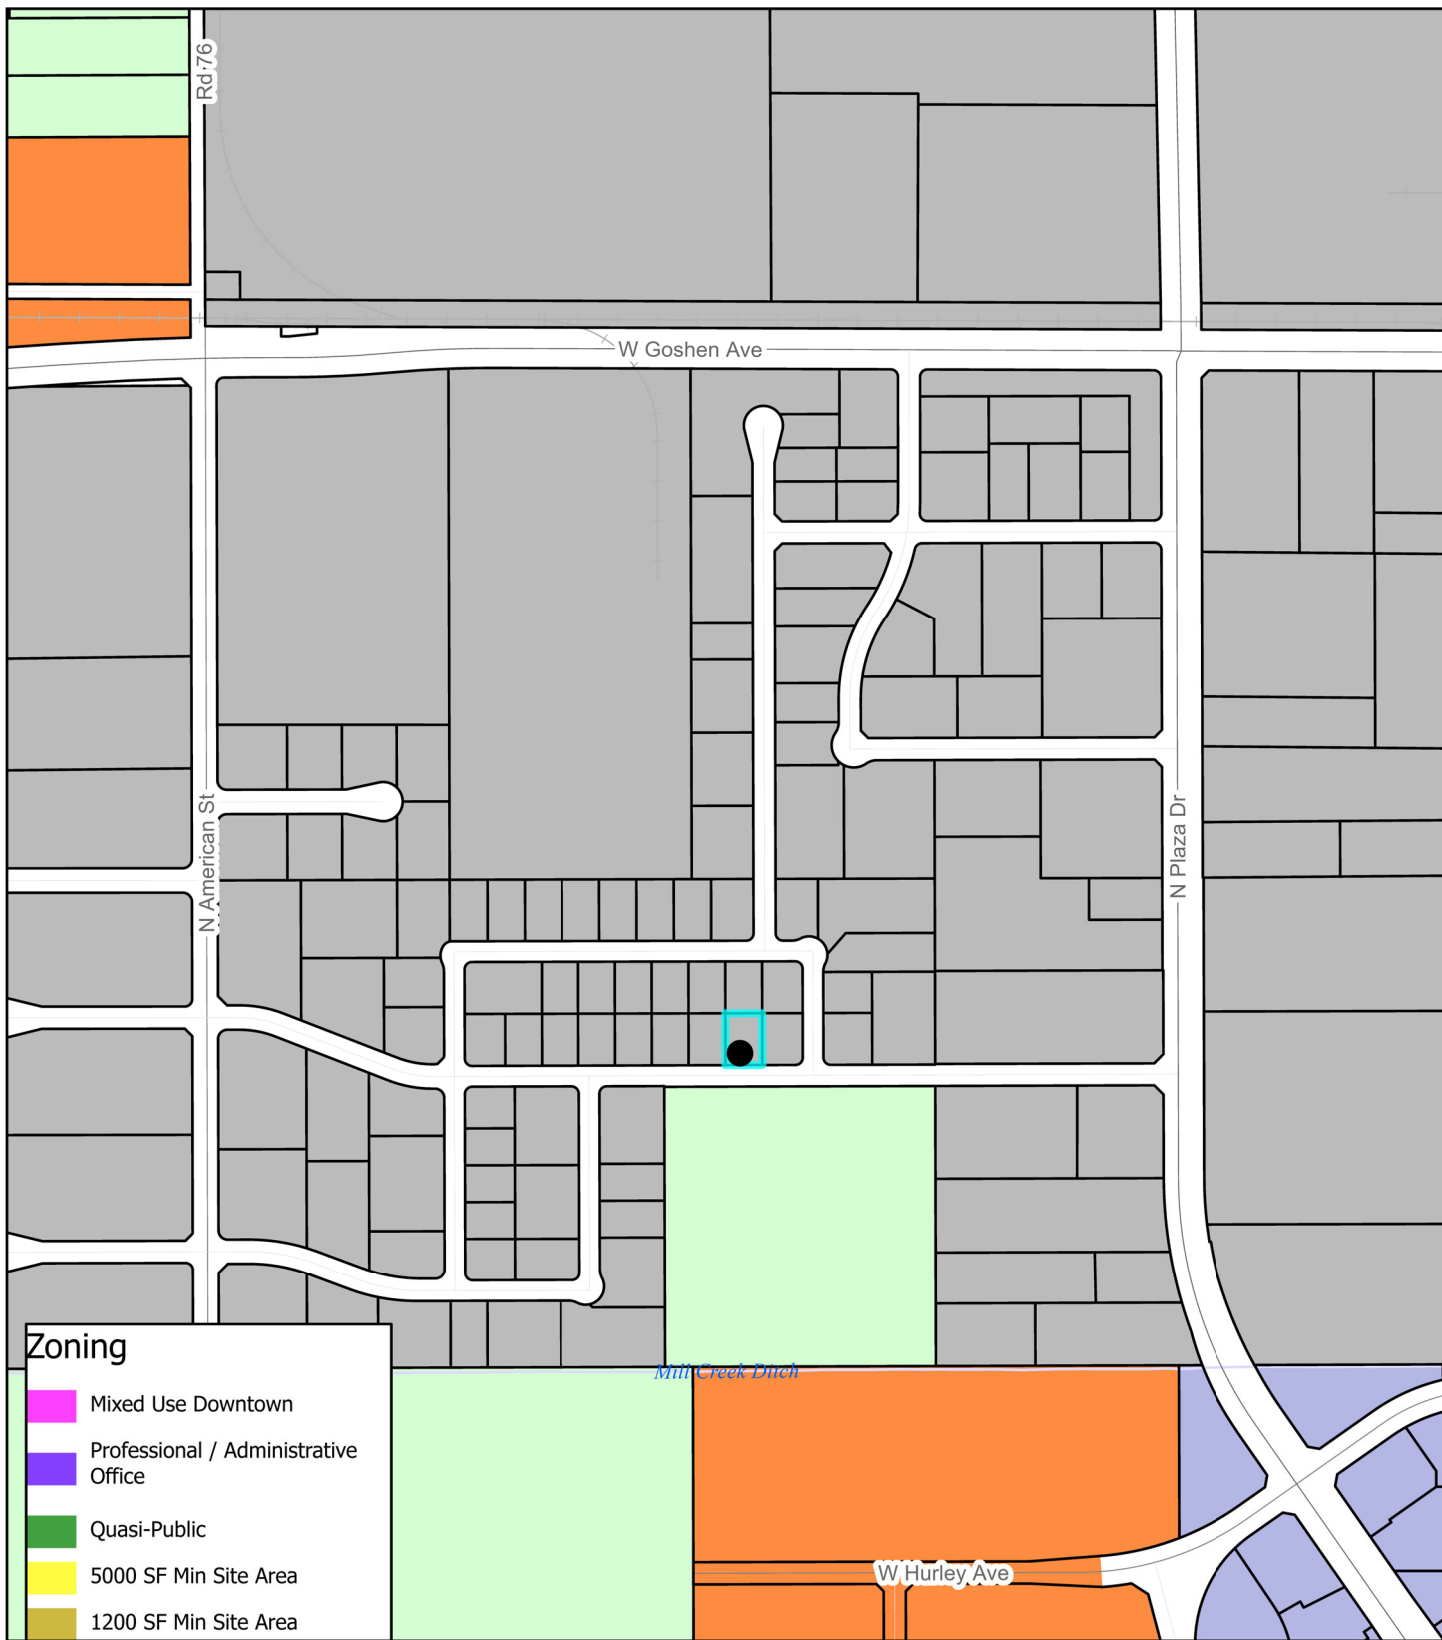 Rd 76
W Goshen Ave
N American St
N Plaza Dr
Mill Creek Ditch
W Hurley Ave
Zoning
Mixed Use Downtown
Professional / Administrative
Office
Quasi-Public
5000 SF Min Site Area
1200 SF Min Site Area